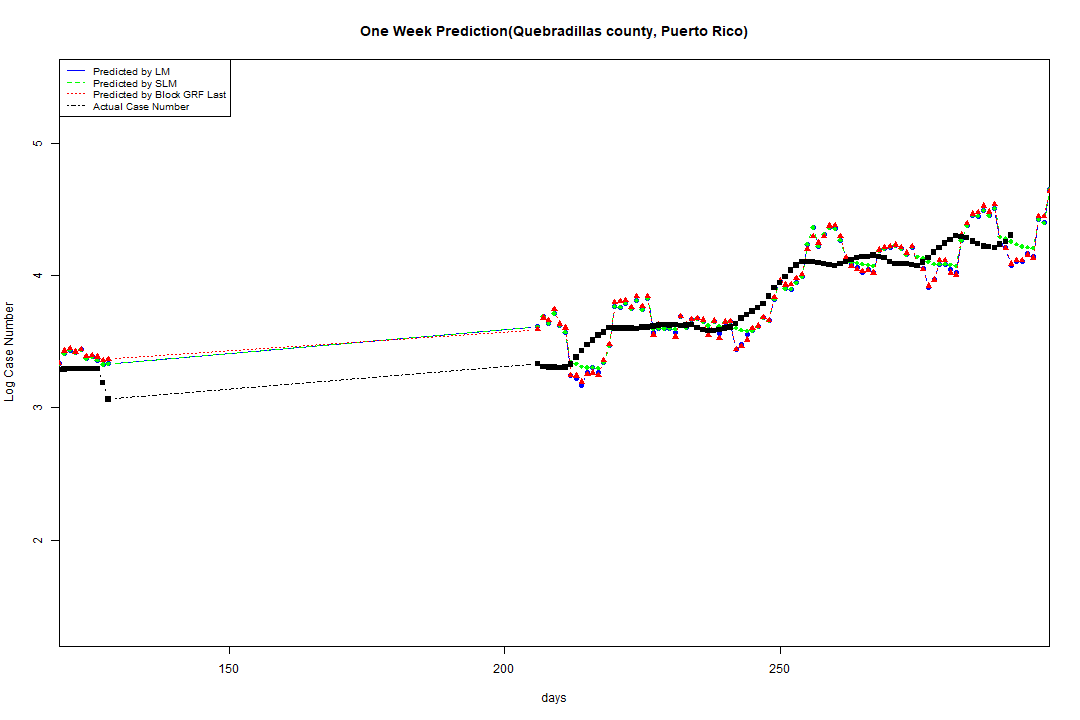 One Week Prediction(Quebradillas county, Puerto Rico)
Predicted by LM
Predicted by SLM
Predicted by Block GRF Last
Actual Case Number
5
4
3
2
Log Case Number
150
200
250
days